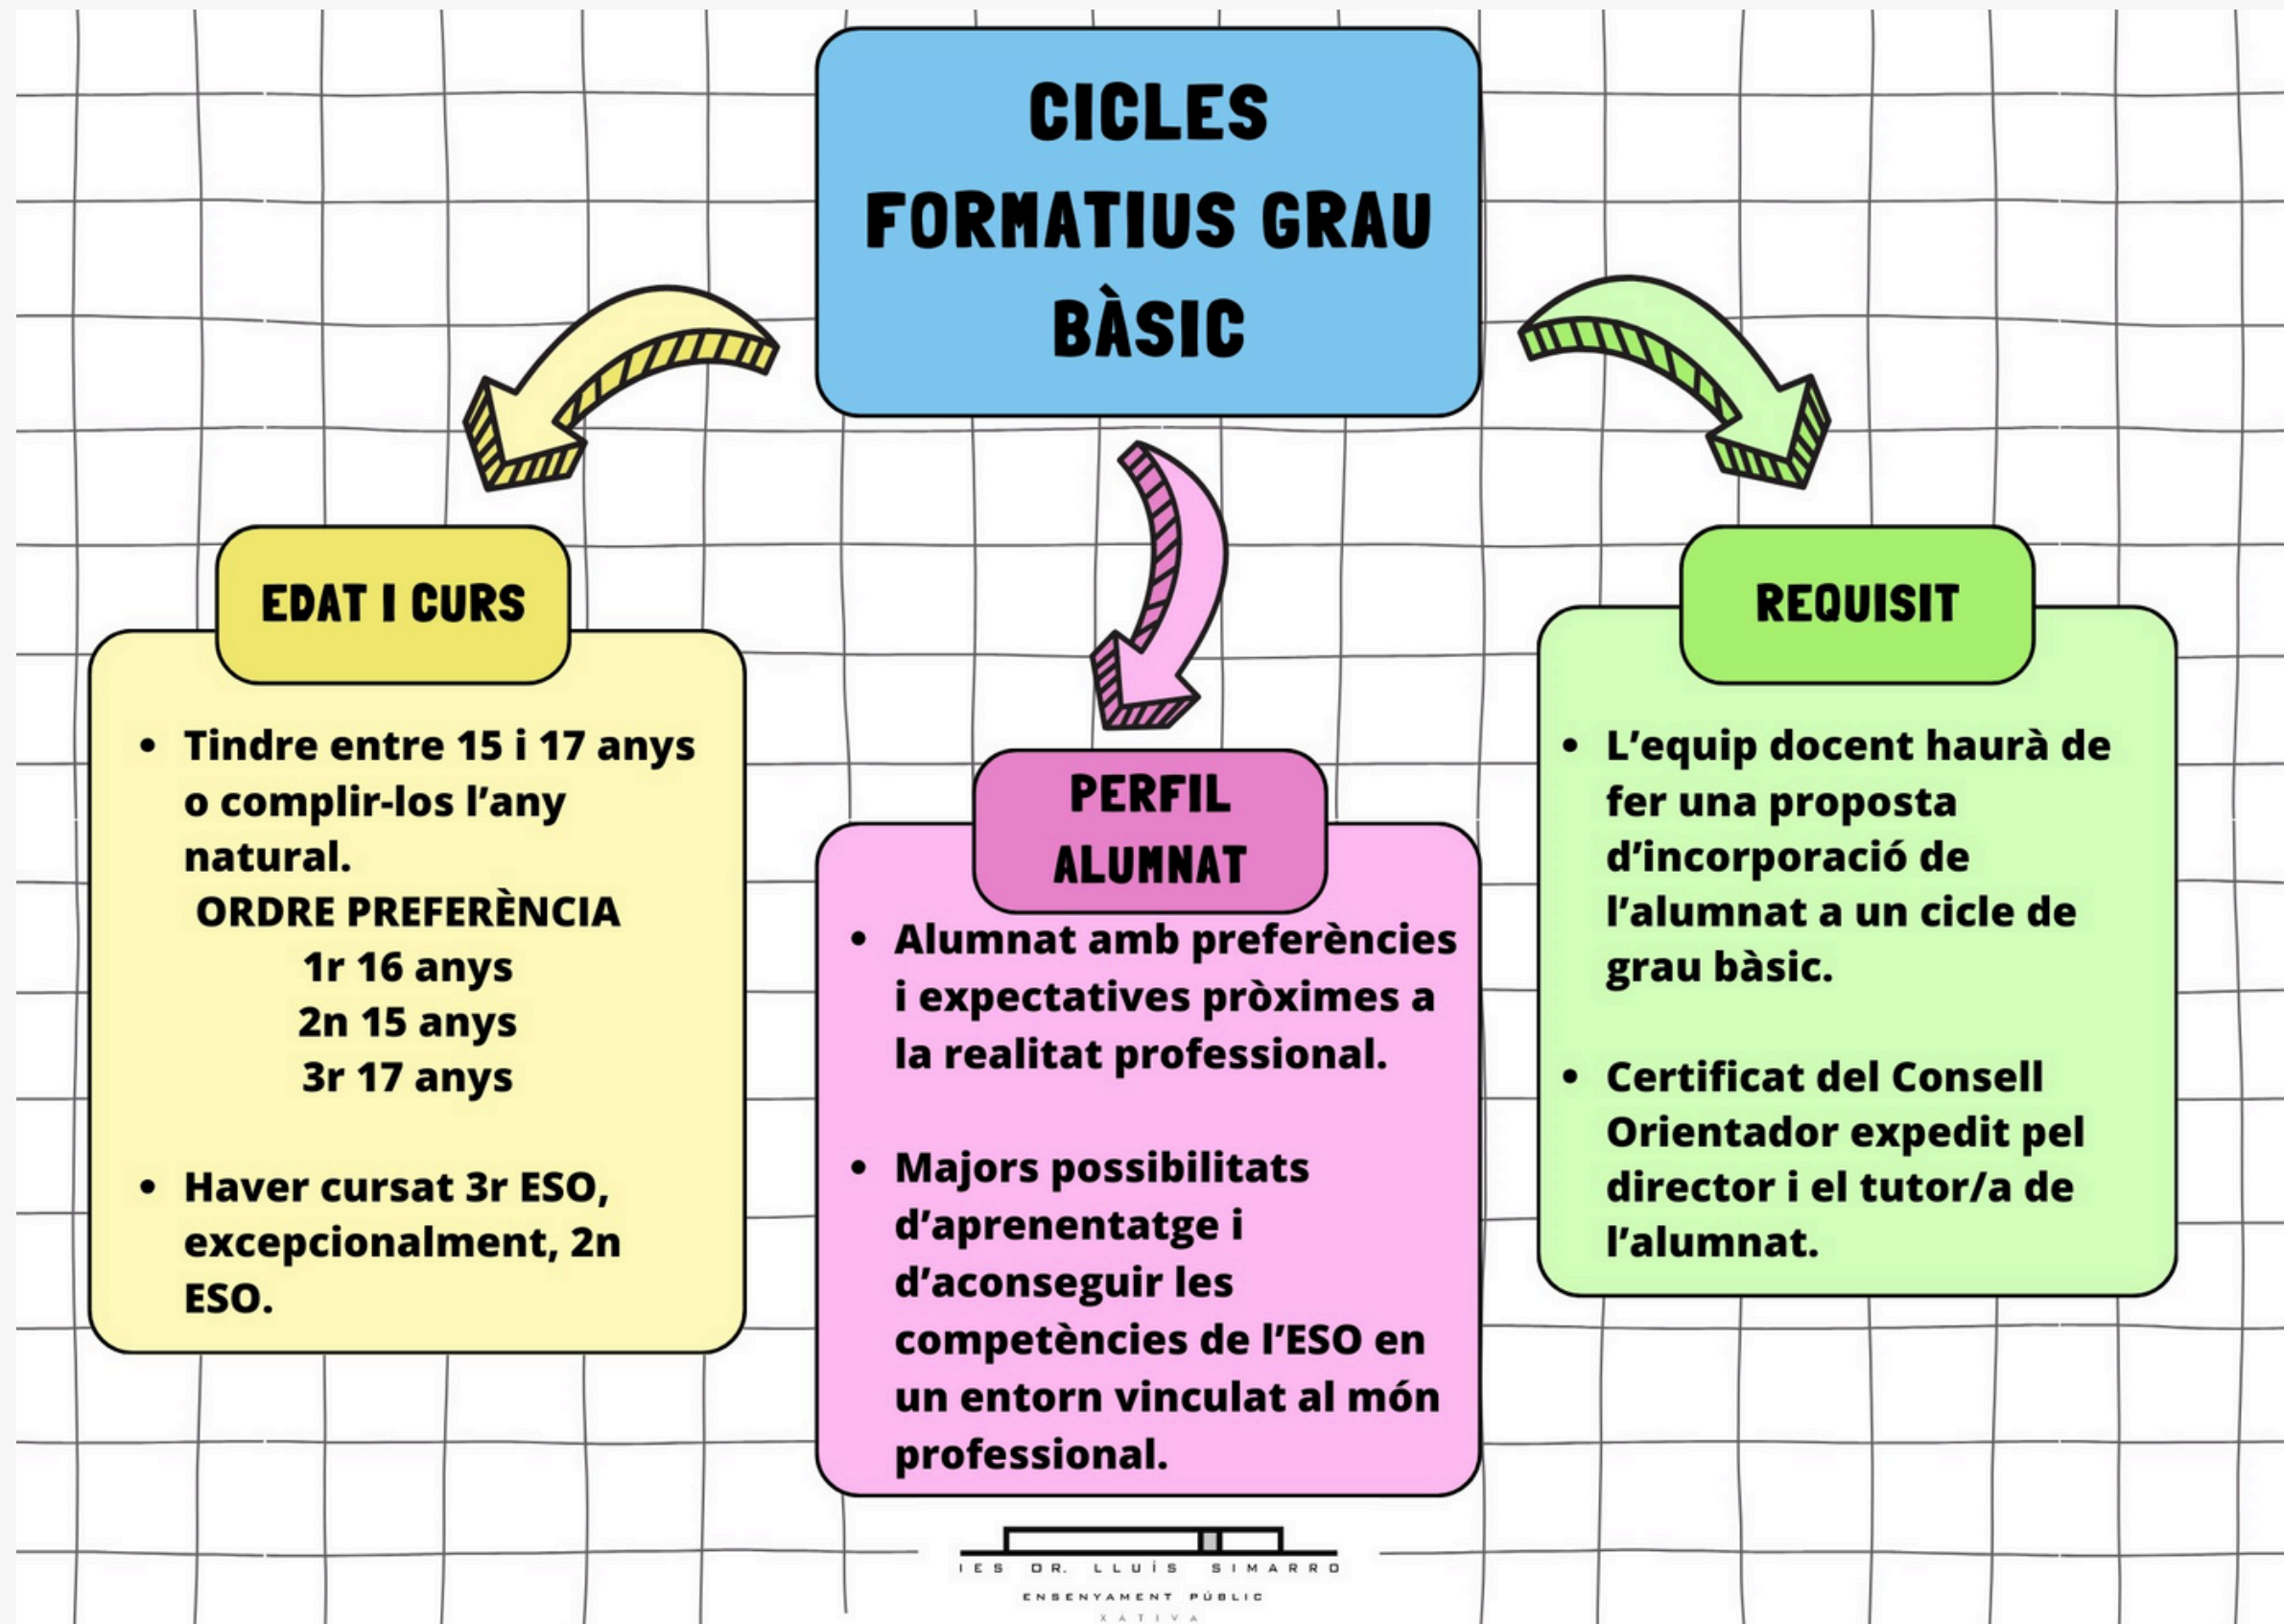 CICLES
FORMATIUS GRAU
BÀSIC
EDAT I CURS
• Tindre entre 15 i 17 anys
o complir-los l’any
natural.
ORDRE PREFERÈNCIA
1r 16 anys
2n 15 anys
3r 17 anys
• Haver cursat 3r ESO,
excepcionalment, 2n
ESO.
PERFIL
ALUMNAT
• Alumnat amb preferències
i expectatives pròximes a
la realitat professional.
• Majors possibilitats
d’aprenentatge i
d’aconseguir les
competències de l’ESO en
un entorn vinculat al món
professional.
REQUISIT
• L’equip docent haurà de
fer una proposta
d’incorporació de
l’alumnat a un cicle de
grau bàsic.
• Certificat del Consell
Orientador expedit pel
director i el tutor/a de
l’alumnat.
IES DR. LLUÍS SIMARRO
ENSENYAMENT PÚBLIC
XÀTIVA